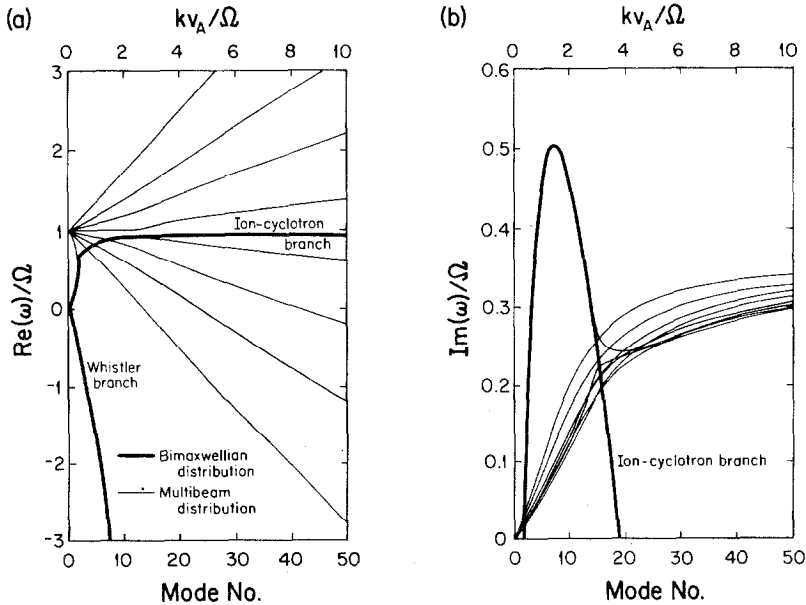 (a)
kv_A/Ω
0 2 4 6 8 10
3
2
1
0
-1
-2
-3
Re(ω)/Ω
Ion-cyclotron
branch
Whistler
branch
Bimaxwellian
distribution
Multibeam
distribution
0 10 20 30 40 50
Mode No.
(b)
kv_A/Ω
0 2 4 6 8 10
0.6
0.5
0.4
0.3
0.2
0.1
0
Im(ω)/Ω
Ion-cyclotron branch
0 10 20 30 40 50
Mode No.